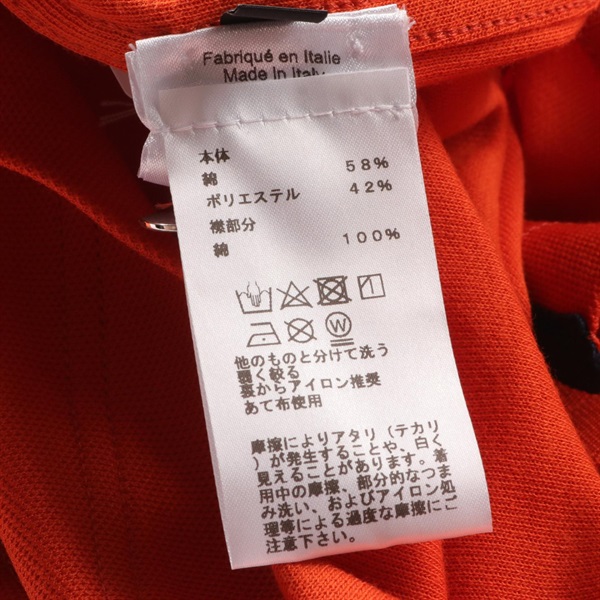 Fabriqué en Italie
Made in Italy
本体
綿 58%
ポリエステル 42%
襟部分
綿 100%
W
他のものと分けて洗う
弱く絞る
裏からアイロン推奨
あて布使用
摩擦によりアタリ（テカリ
）が発生することや、白く
見えることがあります。着
用中の摩擦、部分的なつま
み洗い、およびアイロン処
理等による過度な摩擦にご
注意下さい。